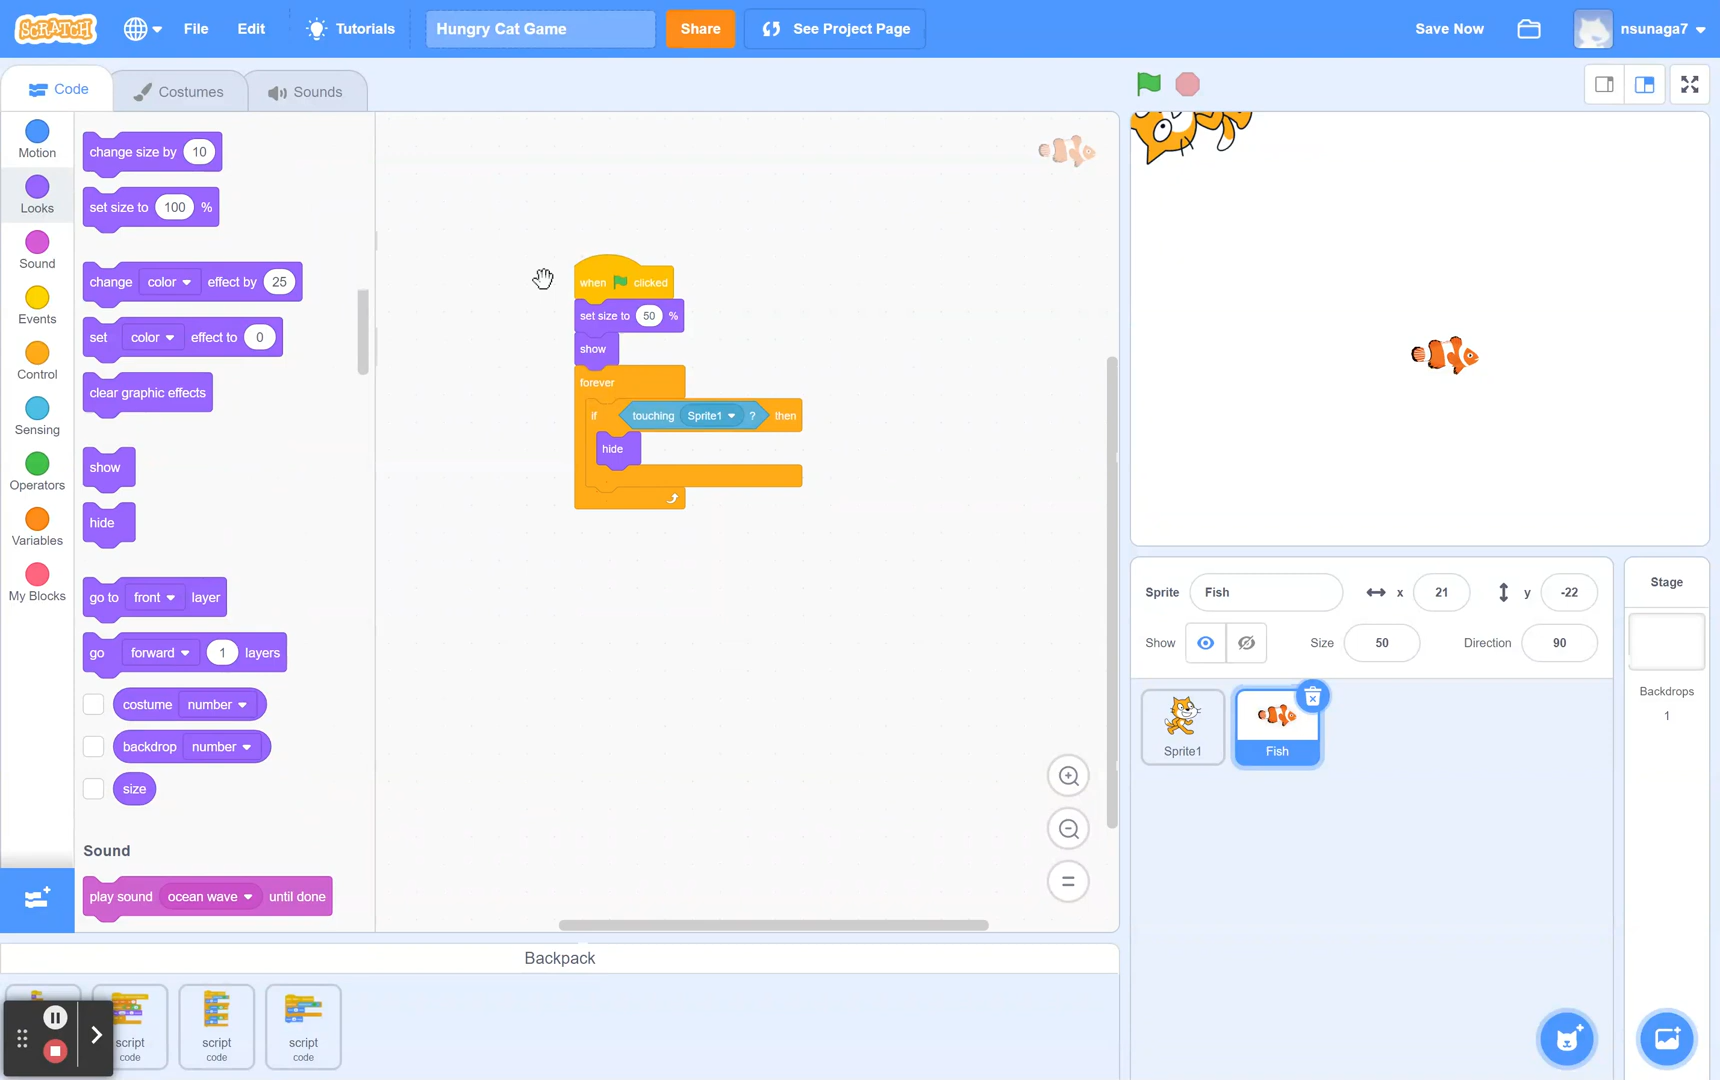 SCRATCH
File
Edit
Tutorials
Hungry Cat Game
Share
See Project Page
Save Now
nsunaga7
Code
Costumes
Sounds
Motion
Looks
Sound
Events
Control
Sensing
Operators
Variables
My Blocks
change size by 10
set size to 100 %
change color effect by 25
set color effect to 0
clear graphic effects
show
hide
go to front layer
go forward 1 layers
costume number
backdrop number
size
Sound
play sound ocean wave until done
when clicked
set size to 50 %
show
forever
if touching Sprite1 ? then
hide
Sprite Fish x 21 y -22
Show Size 50 Direction 90
Sprite1
Fish
Stage
Backdrops
1
Backpack
script
code
script
code
script
code